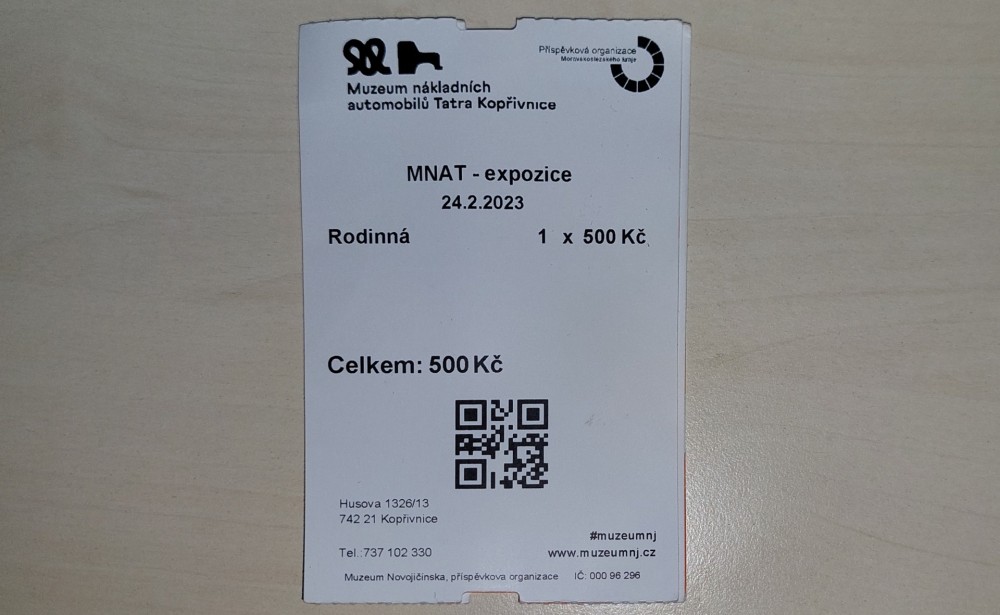 Příspěvková organizace
Moravskoslezského kraje
Muzeum nákladních
automobilů Tatra Kopřivnice
MNAT - expozice
24.2.2023
Rodinná 1 x 500 Kč
Celkem: 500 Kč
Husova 1326/13
742 21 Kopřivnice
#muzeumnj
Tel.:737 102 330 www.muzeumnj.cz
Muzeum Novojičínska, příspěvkova organizace IČ: 000 96 296